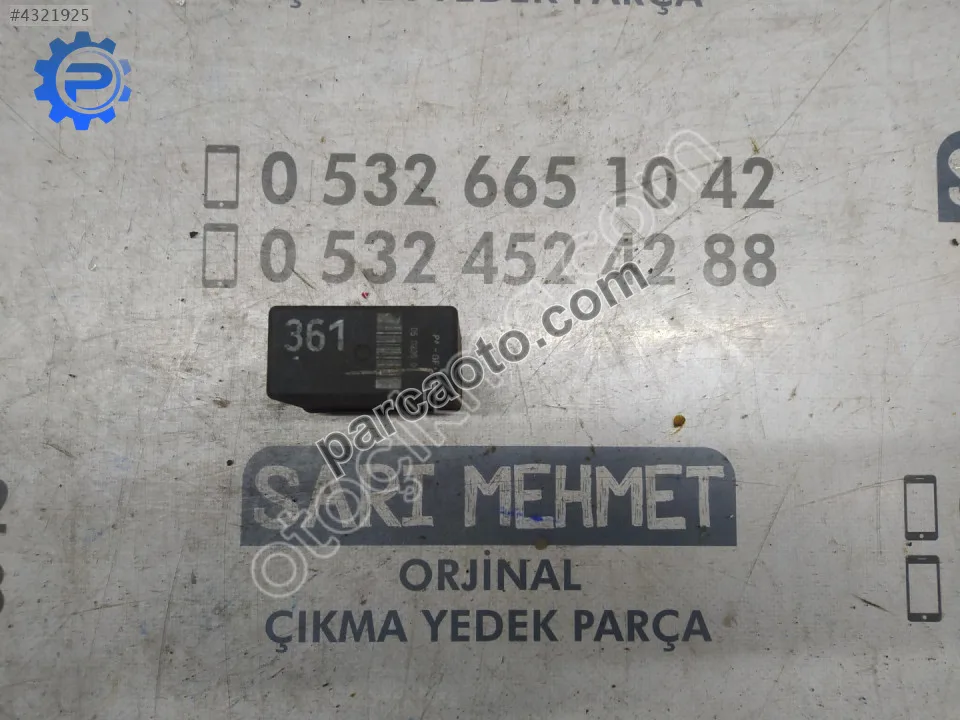 #4321925
YEDEK PARÇA
0 532 665 10 42
0 532 452 42 88
361
parcaoto.com
SARI MEHMET
ORJİNAL
ÇIKMA YEDEK PARÇA